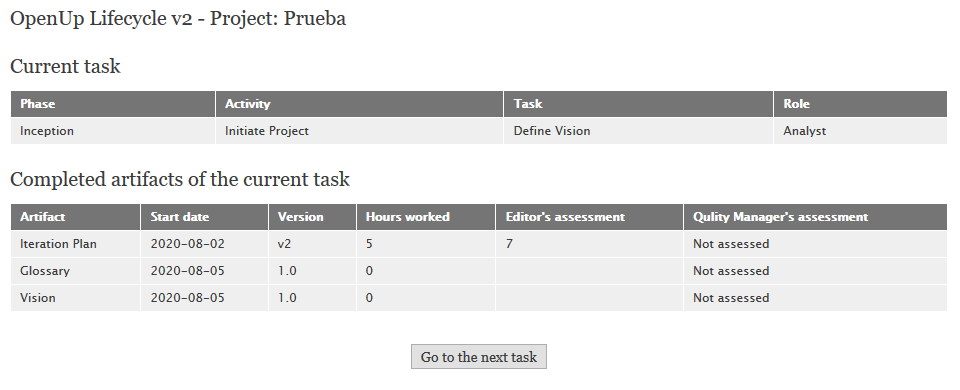 OpenUp Lifecycle v2 - Project: Prueba
Current task
Phase Activity Task Role
Inception Initiate Project Define Vision Analyst
Completed artifacts of the current task
Artifact Start date Version Hours worked Editor's assessment Qulity Manager's assessment
Iteration Plan 2020-08-02 v2 5 7 Not assessed
Glossary 2020-08-05 1.0 0 Not assessed
Vision 2020-08-05 1.0 0 Not assessed
Go to the next task